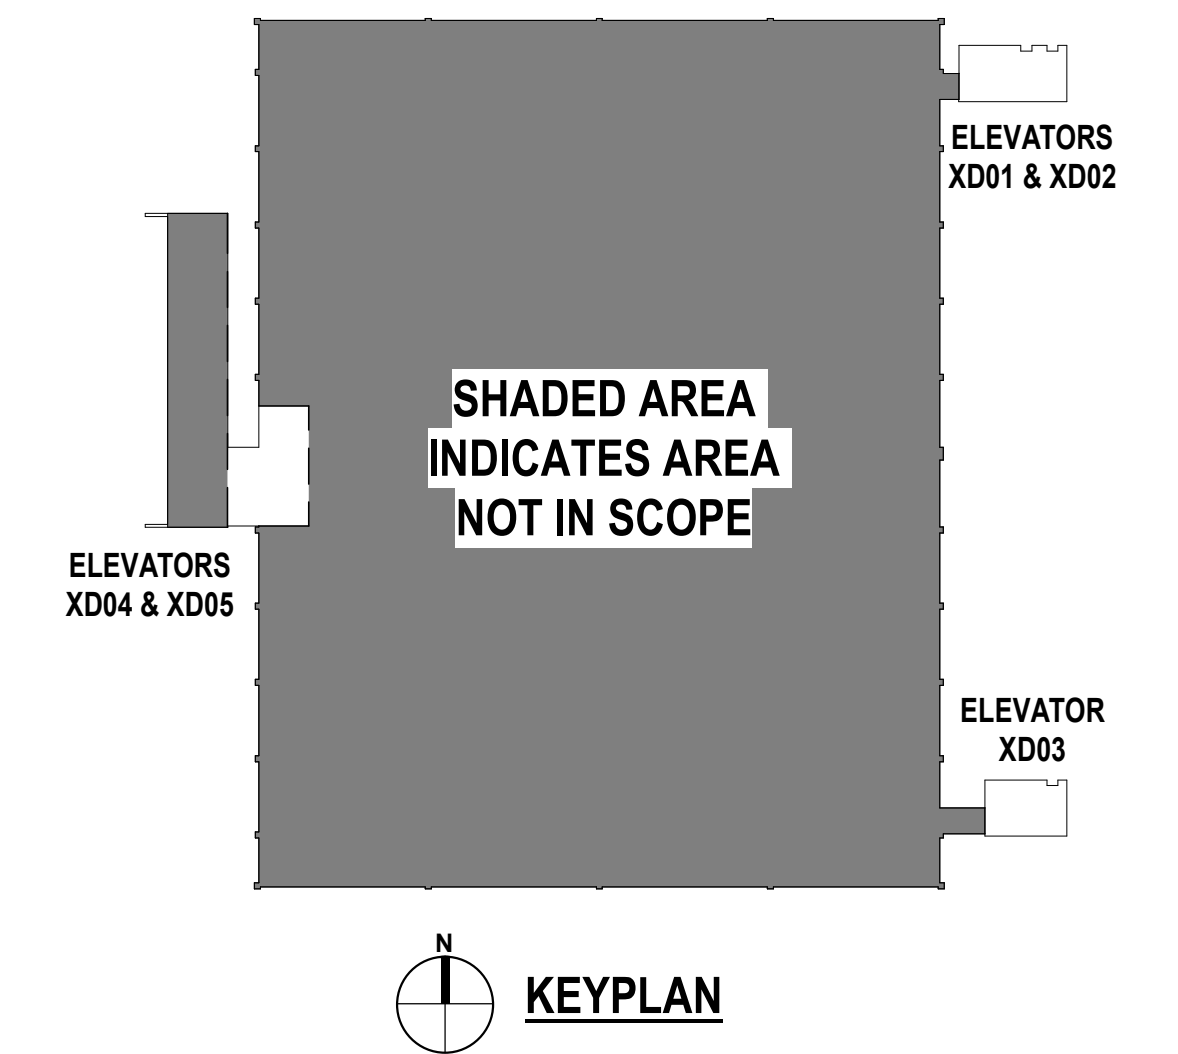 ELEVATORS
XD01 & XD02
SHADED AREA
INDICATES AREA
NOT IN SCOPE
ELEVATORS
XD04 & XD05
ELEVATOR
XD03
N
KEYPLAN